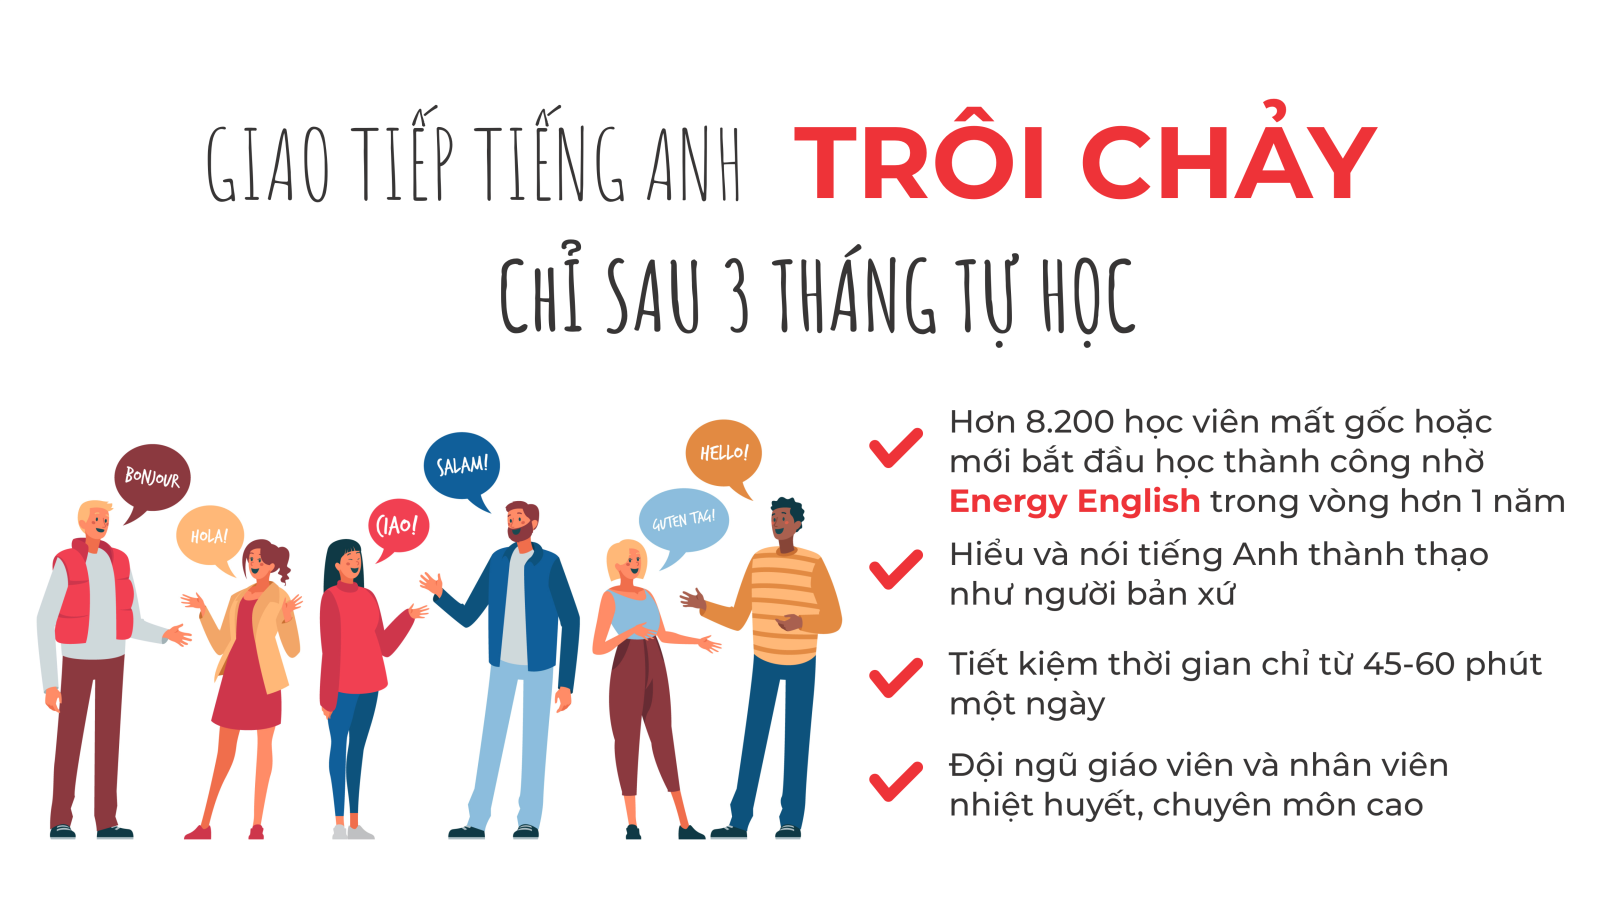 GIAO TIẾP TIẾNG ANH TRÔI CHẢY
CHỈ SAU 3 THÁNG TỰ HỌC
BONJOUR
HOLA!
CIAO!
SALAM!
GUTEN TAG!
HELLO!
Hơn 8.200 học viên mất gốc hoặc
mới bắt đầu học thành công nhờ
Energy English trong vòng hơn 1 năm
Hiểu và nói tiếng Anh thành thạo
như người bản xứ
Tiết kiệm thời gian chỉ từ 45-60 phút
một ngày
Đội ngũ giáo viên và nhân viên
nhiệt huyết, chuyên môn cao